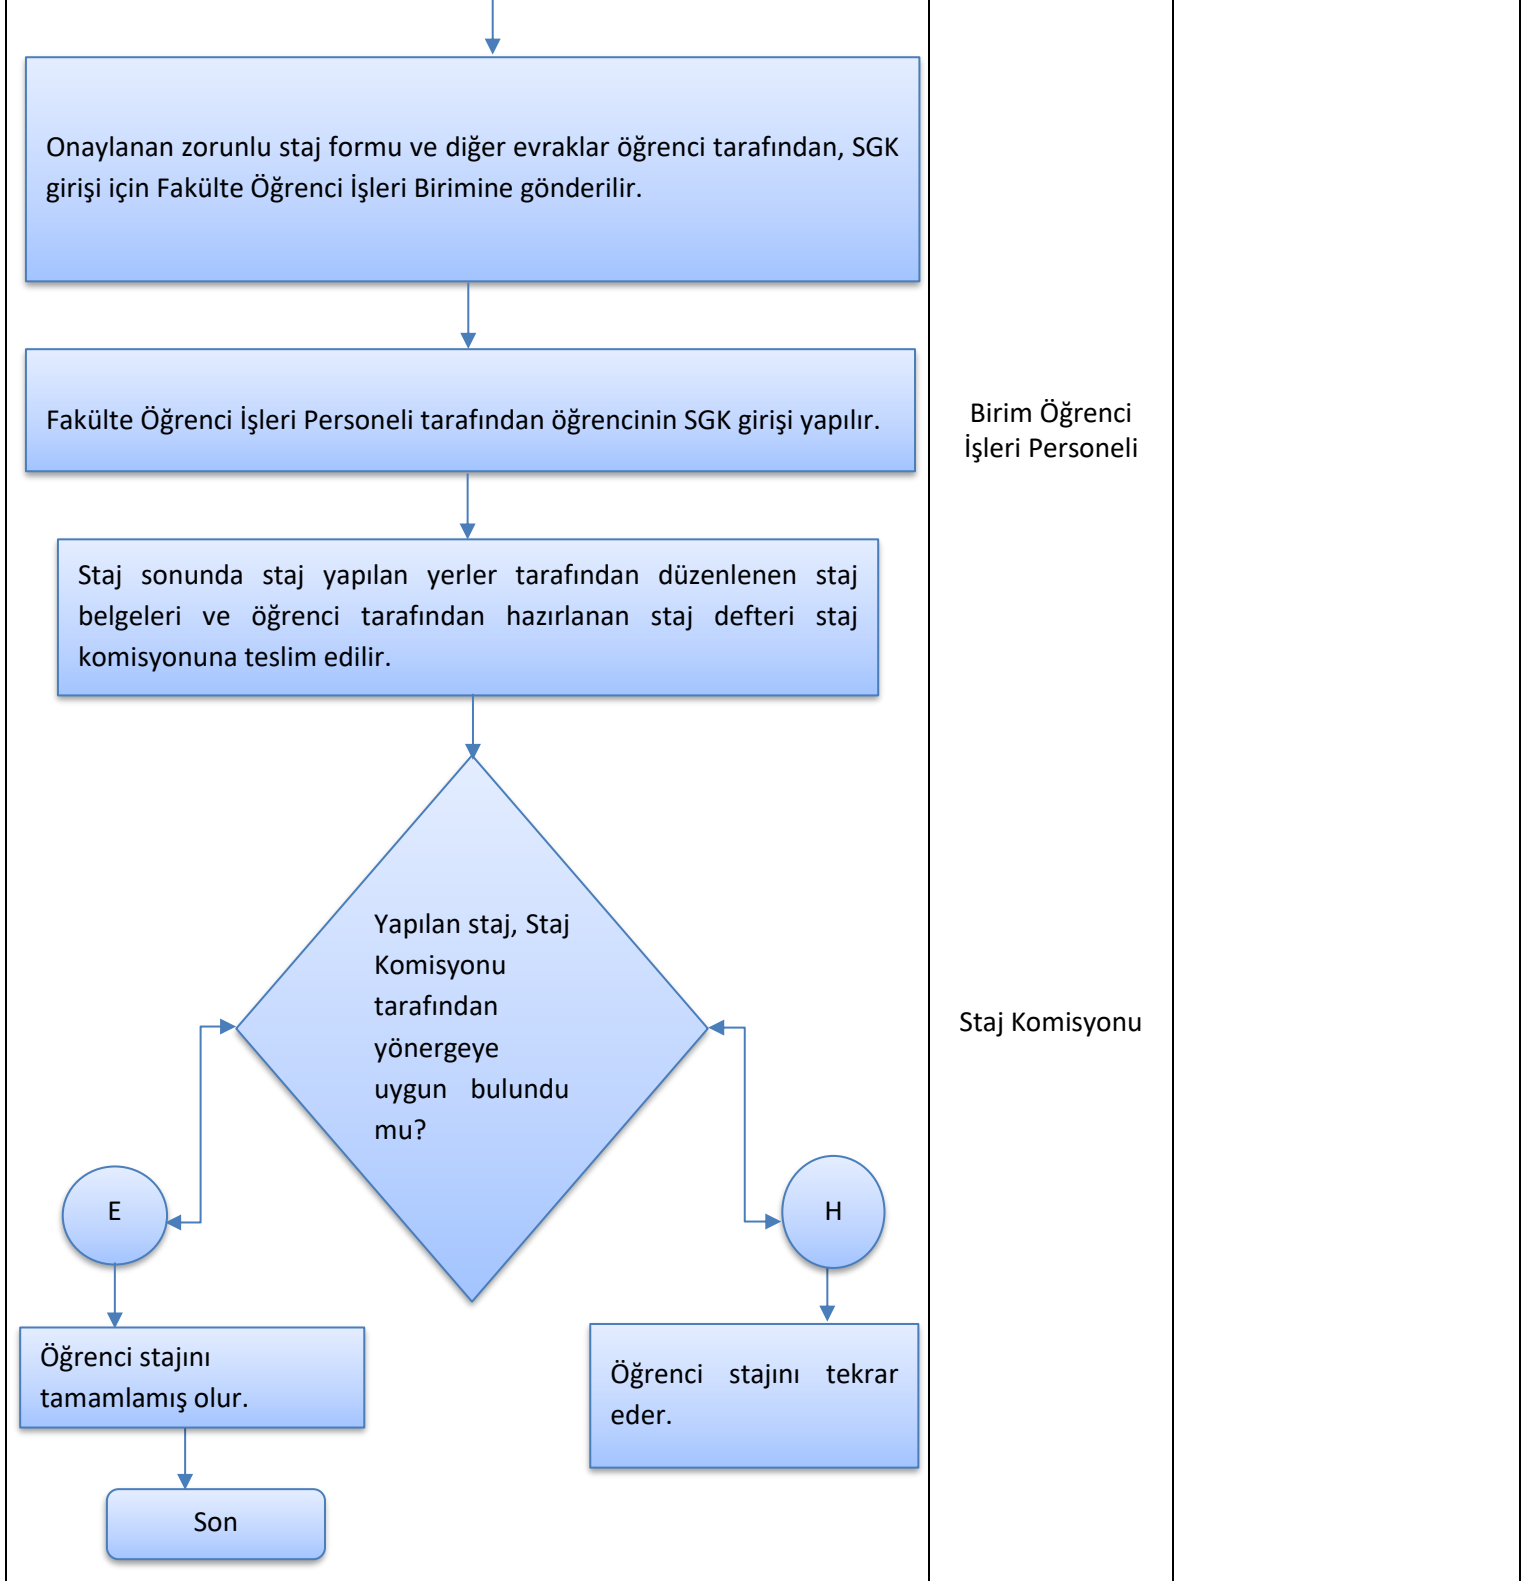 Onaylanan zorunlu staj formu ve diğer evraklar öğrenci tarafından, SGK
girişi için Fakülte Öğrenci İşleri Birimine gönderilir.
Fakülte Öğrenci İşleri Personeli tarafından öğrencinin SGK girişi yapılır.
Birim Öğrenci
İşleri Personeli
Staj sonunda staj yapılan yerler tarafından düzenlenen staj
belgeleri ve öğrenci tarafından hazırlanan staj defteri staj
komisyonuna teslim edilir.
Yapılan staj, Staj
Komisyonu
tarafından
yönergeye
uygun bulundu
mu?
Staj Komisyonu
E
H
Öğrenci stajını
tamamlamış olur.
Öğrenci stajını tekrar
eder.
Son